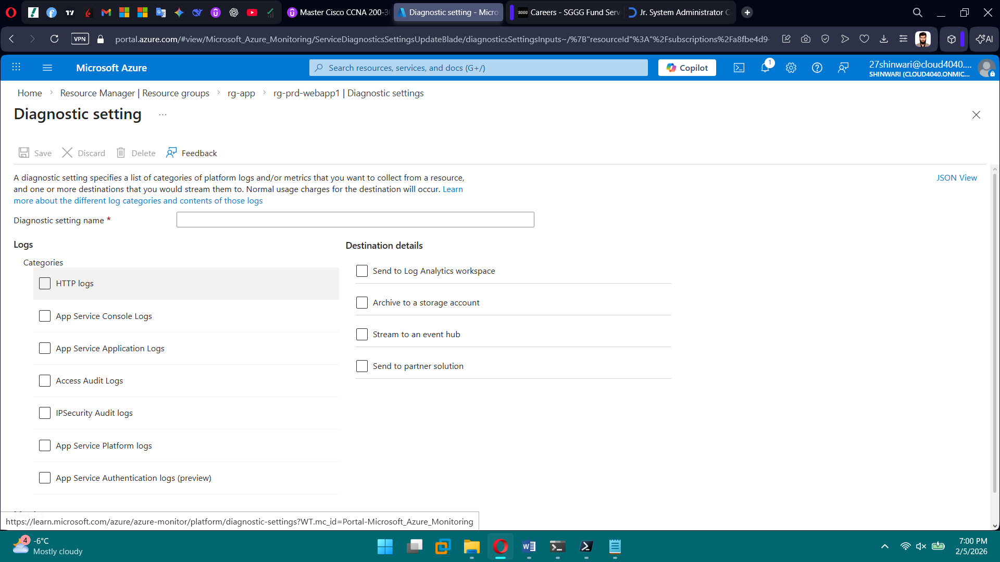 Master Cisco CCNA 200-30
Diagnostic setting - Micro
SGGG
Careers - SGGG Fund Servi
Jr. System Administrator C
VPN
portal.azure.com/#view/Microsoft_Azure_Monitoring/ServiceDiagnosticsSettingsUpdateBlade/diagnosticsSettingsInputs~/%7B"resourceId"%3A"%2Fsubscriptions%2Fa8fbe4d9-
AI
Microsoft Azure
Search resources, services, and docs (G+/)
Copilot
1
27shinwari@cloud4040....
SHINWARI (CLOUD4040.ONMIC...
Home > Resource Manager | Resource groups > rg-app > rg-prd-webapp1 | Diagnostic settings
Diagnostic setting ...
Save
Discard
Delete
Feedback
A diagnostic setting specifies a list of categories of platform logs and/or metrics that you want to collect from a resource,
and one or more destinations that you would stream them to. Normal usage charges for the destination will occur. Learn
more about the different log categories and contents of those logs
JSON View
Diagnostic setting name *
Logs
Categories
HTTP logs
App Service Console Logs
App Service Application Logs
Access Audit Logs
IPSecurity Audit logs
App Service Platform logs
App Service Authentication logs (preview)
Destination details
Send to Log Analytics workspace
Archive to a storage account
Stream to an event hub
Send to partner solution
https://learn.microsoft.com/azure/azure-monitor/platform/diagnostic-settings?WT.mc_id=Portal-Microsoft_Azure_Monitoring
4
-6°C
Mostly cloudy
7:00 PM
2/5/2026